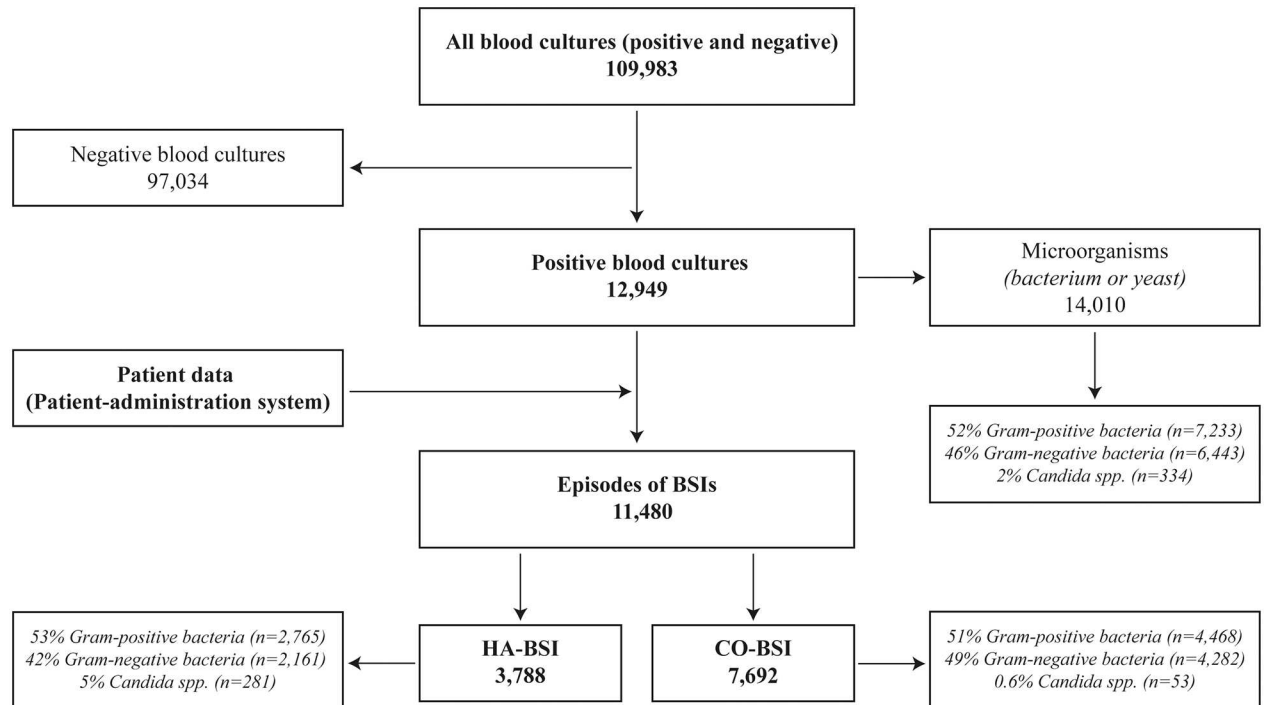 All blood cultures (positive and negative)
109,983
Negative blood cultures
97,034
Positive blood cultures
12,949
Microorganisms
(bacterium or yeast)
14,010
Patient data
(Patient-administration system)
52% Gram-positive bacteria (n=7,233)
46% Gram-negative bacteria (n=6,443)
2% Candida spp. (n=334)
Episodes of BSIs
11,480
53% Gram-positive bacteria (n=2,765)
42% Gram-negative bacteria (n=2,161)
5% Candida spp. (n=281)
HA-BSI
3,788
CO-BSI
7,692
51% Gram-positive bacteria (n=4,468)
49% Gram-negative bacteria (n=4,282)
0.6% Candida spp. (n=53)